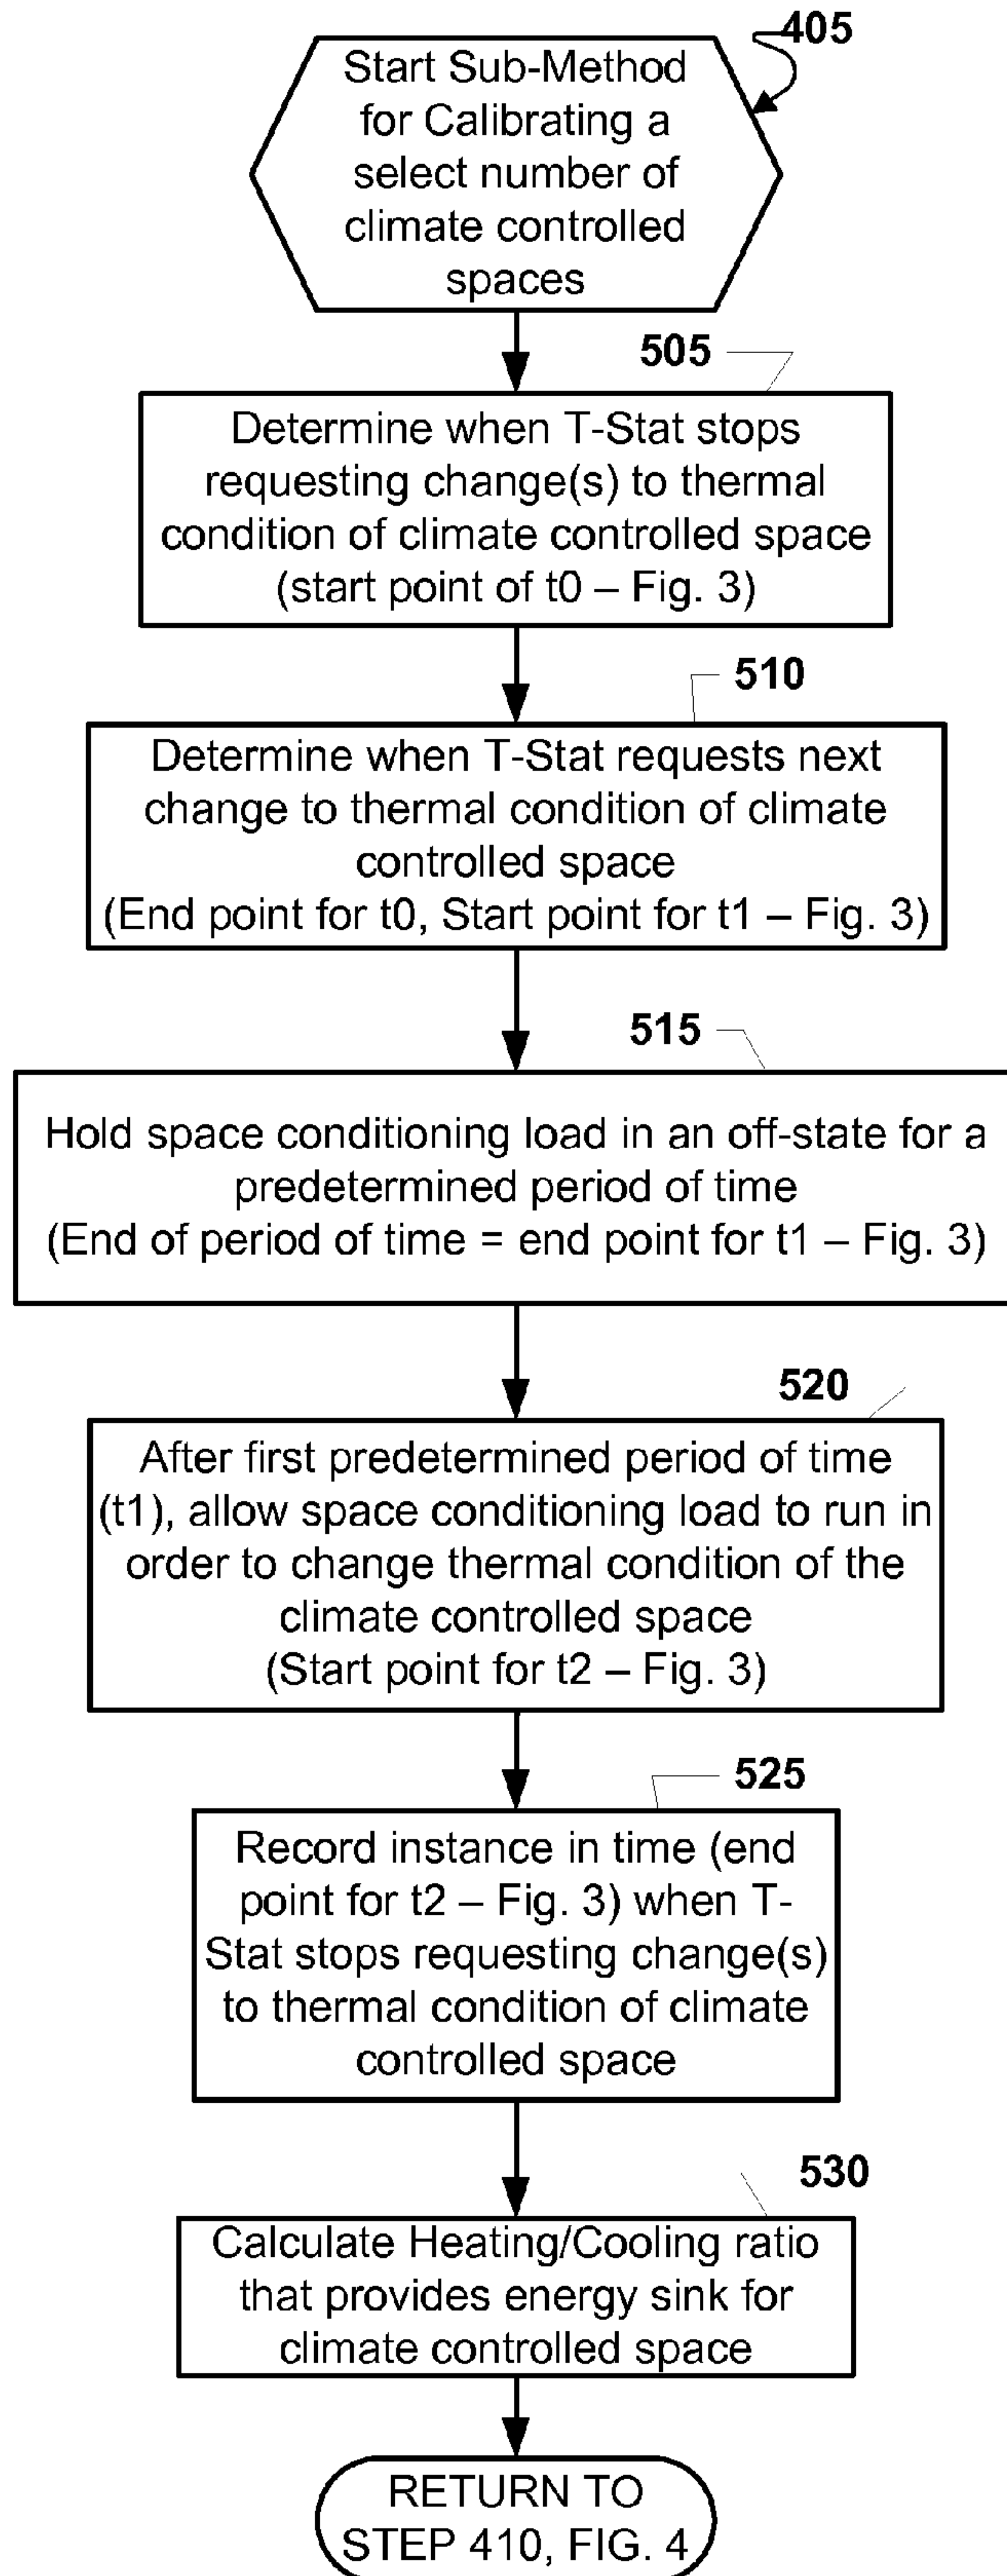 405
Start Sub-Method
for Calibrating a
select number of
climate controlled
spaces
505
Determine when T-Stat stops
requesting change(s) to thermal
condition of climate controlled space
(start point of t0 – Fig. 3)
510
Determine when T-Stat requests next
change to thermal condition of climate
controlled space
(End point for t0, Start point for t1 – Fig. 3)
515
Hold space conditioning load in an off-state for a
predetermined period of time
(End of period of time = end point for t1 – Fig. 3)
520
After first predetermined period of time
(t1), allow space conditioning load to run in
order to change thermal condition of the
climate controlled space
(Start point for t2 – Fig. 3)
525
Record instance in time (end
point for t2 – Fig. 3) when T-
Stat stops requesting change(s)
to thermal condition of climate
controlled space
530
Calculate Heating/Cooling ratio
that provides energy sink for
climate controlled space
RETURN TO
STEP 410, FIG. 4